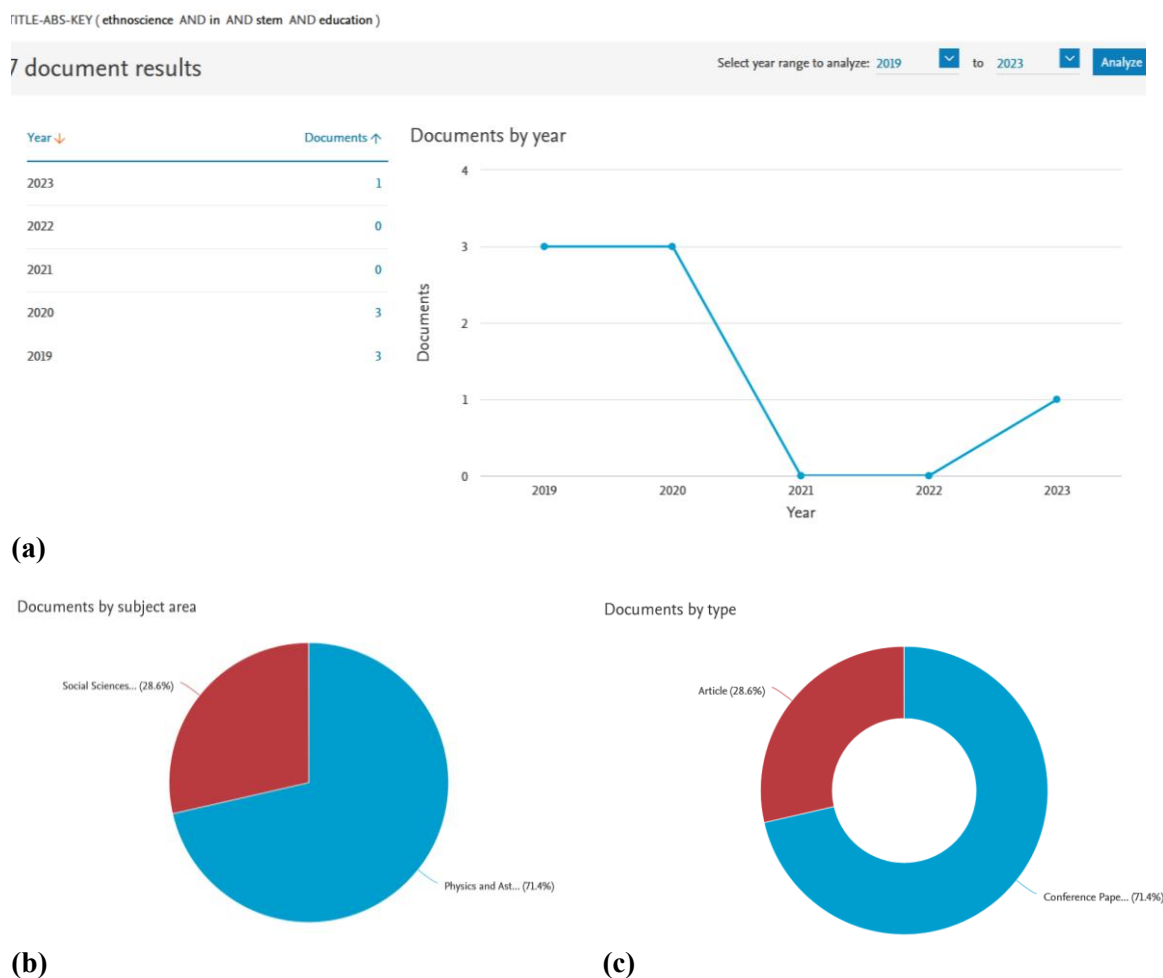 TITLE-ABS-KEY ( ethnoscience AND in AND stem AND education )
7 document results
Select year range to analyze: 2019 to 2023 Analyze
Year Documents
2023 1
2022 0
2021 0
2020 3
2019 3
Documents by year
4
3
2
1
0
Documents
2019 2020 2021 2022 2023
Year
(a)
Documents by subject area
Social Sciences... (28.6%)
Physics and Ast... (71.4%)
(b)
Documents by type
Article (28.6%)
Conference Pape... (71.4%)
(c)